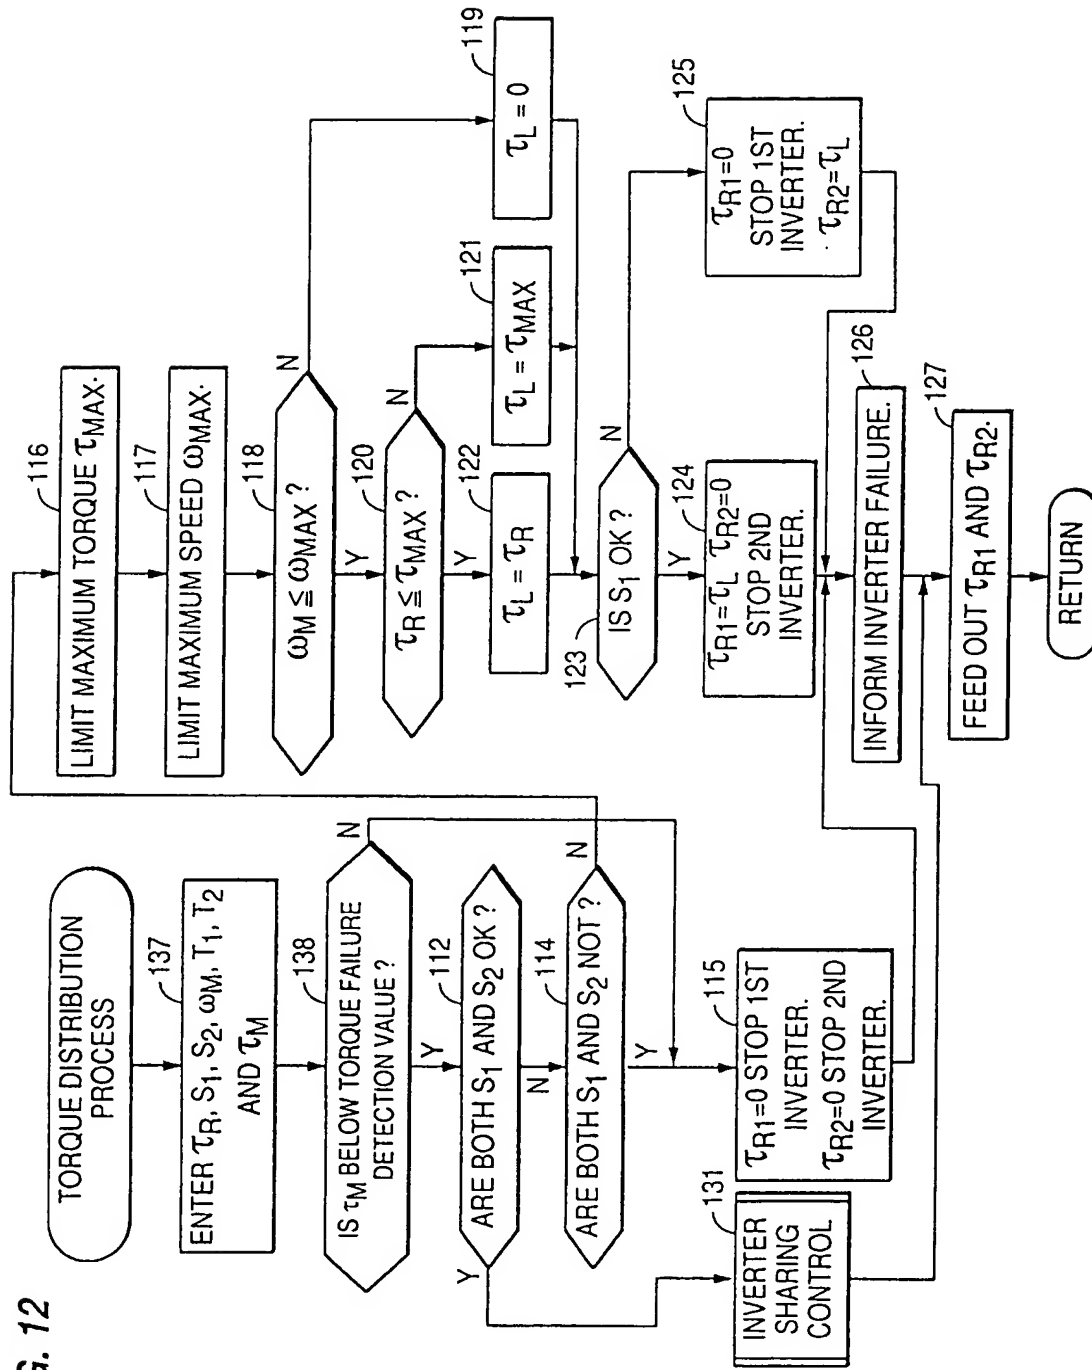 G. 12
TORQUE DISTRIBUTION
PROCESS
137
ENTER τR, S1, S2, ωM, T1, T2
AND τM
138
IS τM BELOW TORQUE FAILURE
DETECTION VALUE ?
N
Y
112
ARE BOTH S1 AND S2 OK ?
Y
N
114
ARE BOTH S1 AND S2 NOT ?
N
Y
131
INVERTER
SHARING
CONTROL
115
τR1=0 STOP 1ST
INVERTER.
τR2=0 STOP 2ND
INVERTER.
116
LIMIT MAXIMUM TORQUE τMAX.
117
LIMIT MAXIMUM SPEED ωMAX.
118
ωM ≦ ωMAX ?
N
Y
120
τR ≦ τMAX ?
N
Y
122
τL = τR
121
τL = τMAX
119
τL = 0
123
IS S1 OK ?
N
Y
124
τR1=τL τR2=0
STOP 2ND
INVERTER.
125
τR1=0
STOP 1ST
INVERTER.
τR2=τL
126
INFORM INVERTER FAILURE.
127
FEED OUT τR1 AND τR2.
RETURN